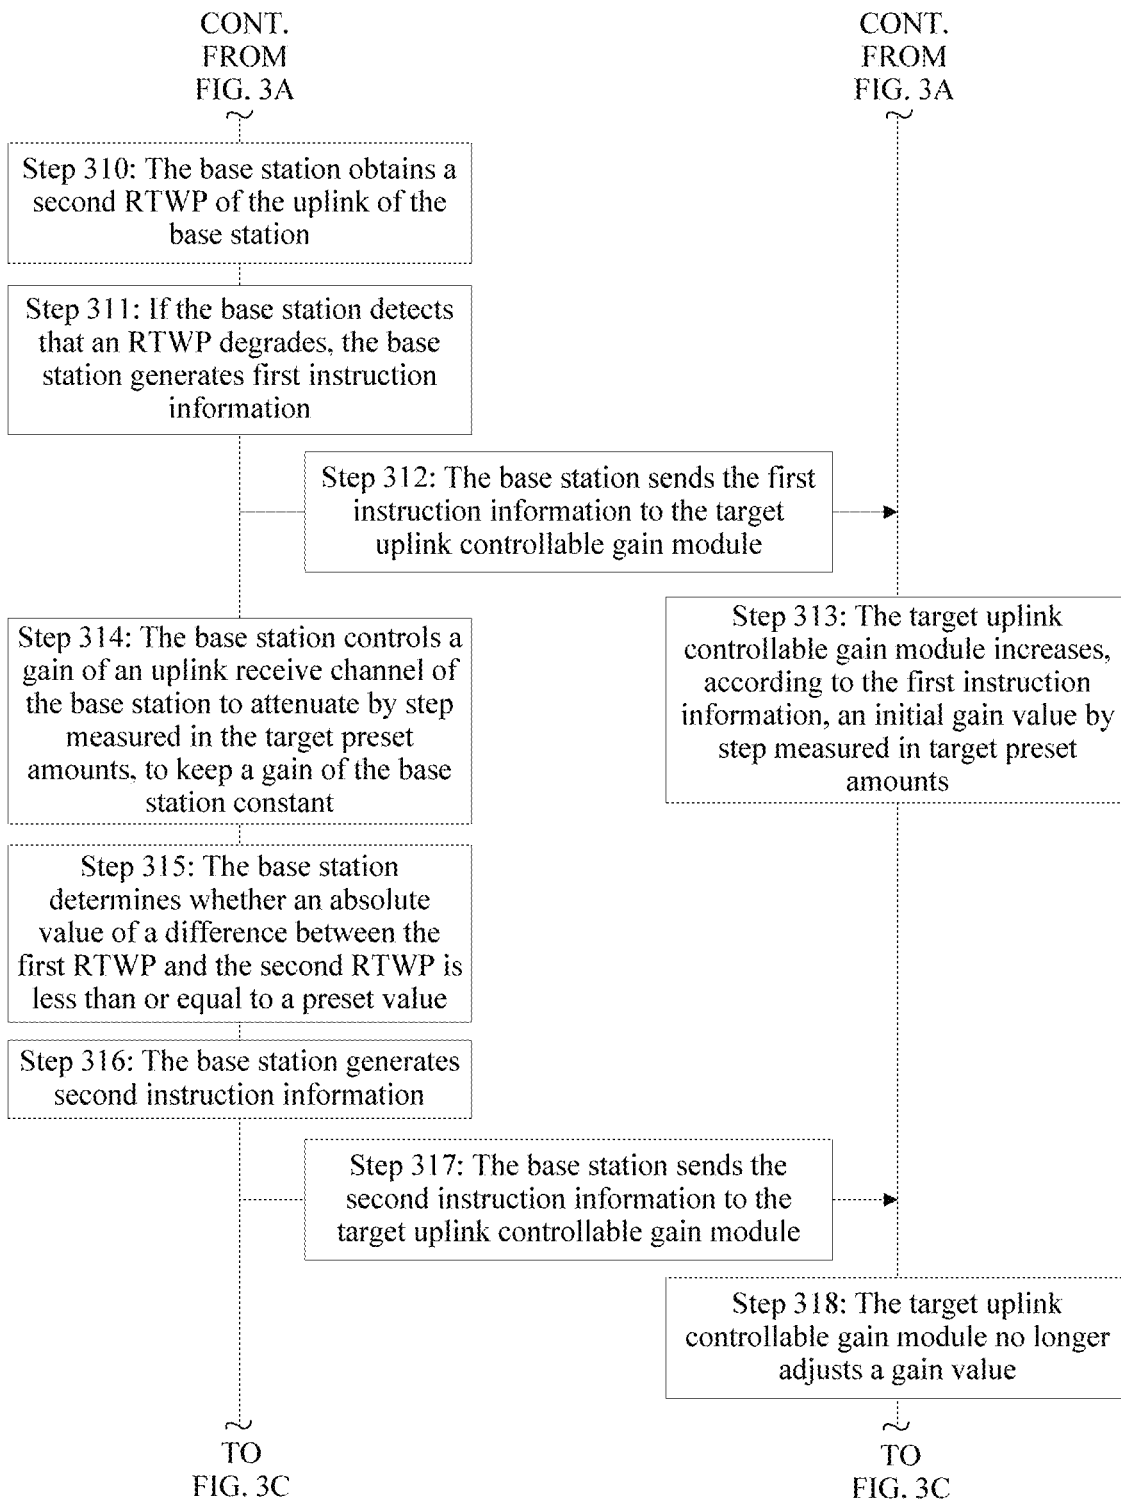 CONT.
FROM
FIG. 3A
CONT.
FROM
FIG. 3A
Step 310: The base station obtains a
second RTWP of the uplink of the
base station
Step 311: If the base station detects
that an RTWP degrades, the base
station generates first instruction
information
Step 312: The base station sends the first
instruction information to the target
uplink controllable gain module
Step 313: The target uplink
controllable gain module increases,
according to the first instruction
information, an initial gain value by
step measured in target preset
amounts
Step 314: The base station controls a
gain of an uplink receive channel of
the base station to attenuate by step
measured in the target preset
amounts, to keep a gain of the base
station constant
Step 315: The base station
determines whether an absolute
value of a difference between the
first RTWP and the second RTWP is
less than or equal to a preset value
Step 316: The base station generates
second instruction information
Step 317: The base station sends the
second instruction information to the
target uplink controllable gain module
Step 318: The target uplink
controllable gain module no longer
adjusts a gain value
TO
FIG. 3C
TO
FIG. 3C